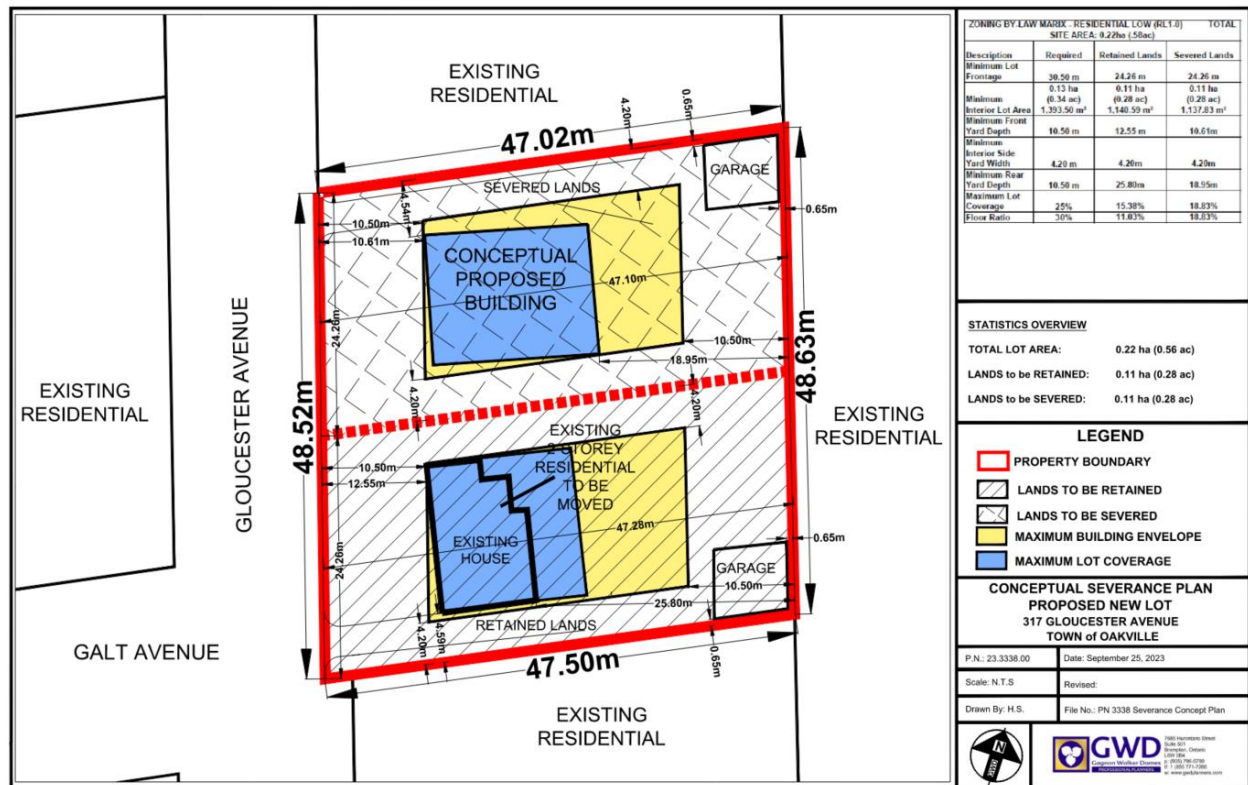 EXISTING
RESIDENTIAL
47.02m
4.20m
0.65m
GARAGE
0.65m
SEVERED LANDS
4.54m
10.50m
10.61m
CONCEPTUAL
PROPOSED
BUILDING
47.10m
24.26m
10.50m
18.95m
48.63m
4.20m
4.20m
GLOUCESTER AVENUE
EXISTING
RESIDENTIAL
48.52m
EXISTING
RESIDENTIAL
EXISTING
2-STOREY
RESIDENTIAL
TO BE
MOVED
10.50m
12.55m
EXISTING
HOUSE
47.28m
24.26m
0.65m
GARAGE
10.50m
25.80m
RETAINED LANDS
4.20m
4.59m
0.65m
47.50m
GALT AVENUE
EXISTING
RESIDENTIAL
ZONING BY-LAW MARIX - RESIDENTIAL LOW (RL1-0) TOTAL
SITE AREA: 0.22ha (.58ac)
Description Required Retained Lands Severed Lands
Minimum Lot
Frontage 30.50 m 24.26 m 24.26 m
0.13 ha 0.11 ha 0.11 ha
Minimum (0.34 ac) (0.28 ac) (0.28 ac)
Interior Lot Area 1,393.50 m² 1,140.59 m² 1,137.83 m²
Minimum Front
Yard Depth 10.50 m 12.55 m 10.61m
Minimum
Interior Side
Yard Width 4.20 m 4.20m 4.20m
Minimum Rear
Yard Depth 10.50 m 25.80m 18.95m
Maximum Lot
Coverage 25% 15.38% 18.83%
Floor Ratio 30% 11.03% 18.83%
STATISTICS OVERVIEW
TOTAL LOT AREA: 0.22 ha (0.56 ac)
LANDS to be RETAINED: 0.11 ha (0.28 ac)
LANDS to be SEVERED: 0.11 ha (0.28 ac)
LEGEND
PROPERTY BOUNDARY
LANDS TO BE RETAINED
LANDS TO BE SEVERED
MAXIMUM BUILDING ENVELOPE
MAXIMUM LOT COVERAGE
CONCEPTUAL SEVERANCE PLAN
PROPOSED NEW LOT
317 GLOUCESTER AVENUE
TOWN of OAKVILLE
P.N.: 23.3338.00 Date: September 25, 2023
Scale: N.T.S Revised:
Drawn By: H.S. File No.: PN 3338 Severance Concept Plan
N
GWD
Gagnon Walker Domes
PROFESSIONAL PLANNERS